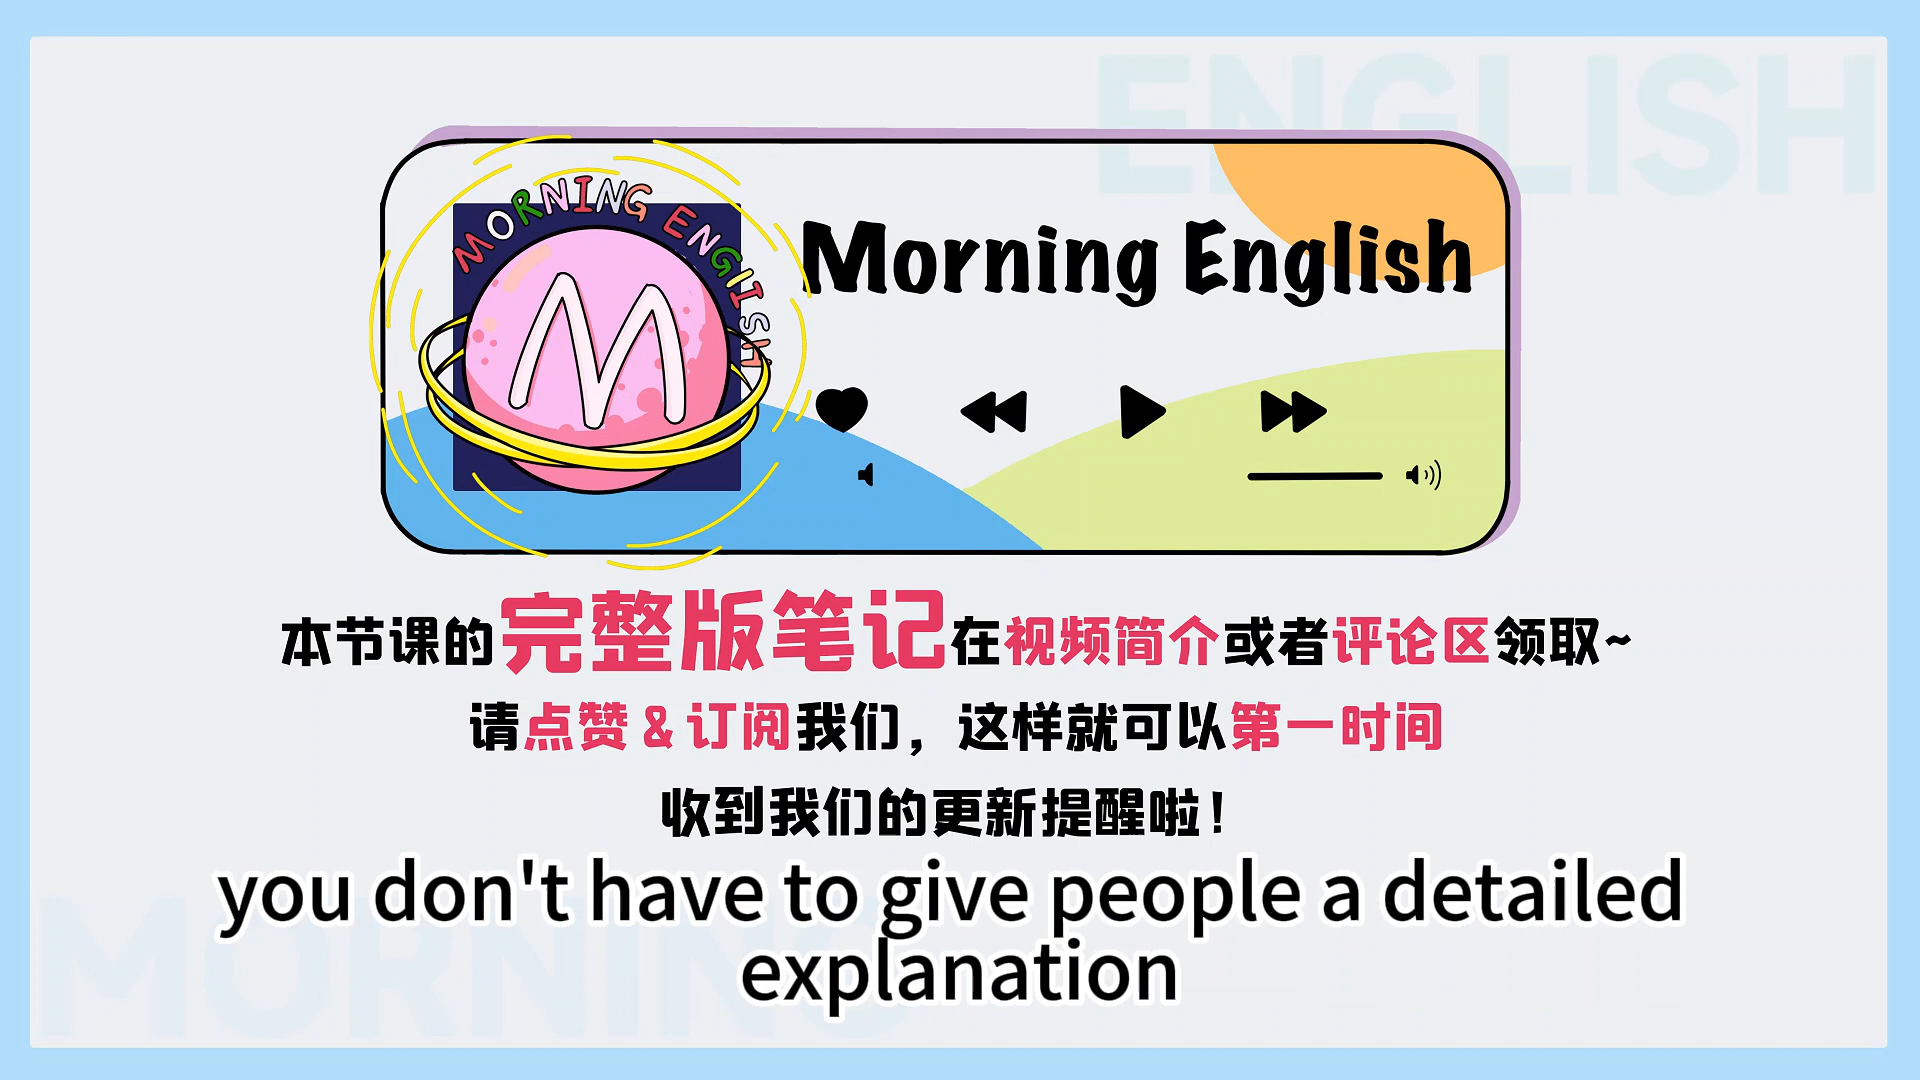 ENGLISH
MORNING ENGLISH
M
Morning English
本节课的完整版笔记在视频简介或者评论区领取~
请点赞&订阅我们，这样就可以第一时间
收到我们的更新提醒啦！
you don't have to give people a detailed
explanation
MORNING